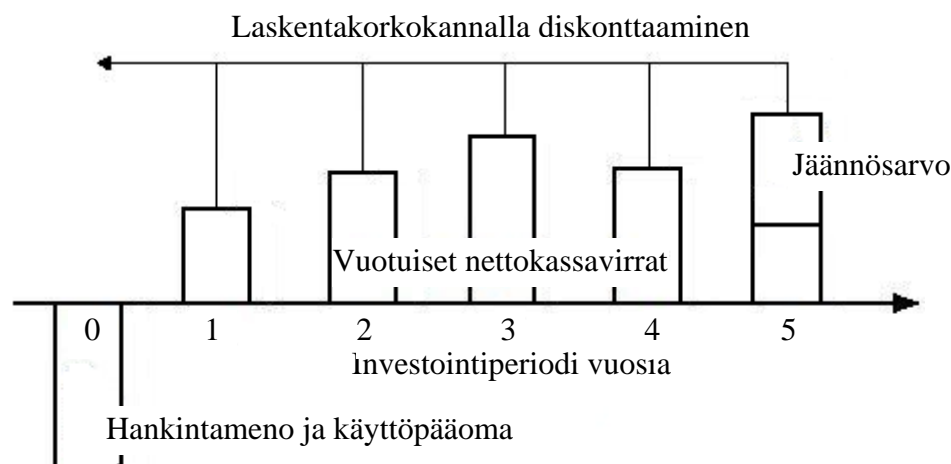 Laskentakorkokannalla diskonttaaminen
Jäännösarvo
Vuotuiset nettokassavirrat
0 1 2 3 4 5
Investointiperiodi vuosia
Hankintameno ja käyttöpääoma